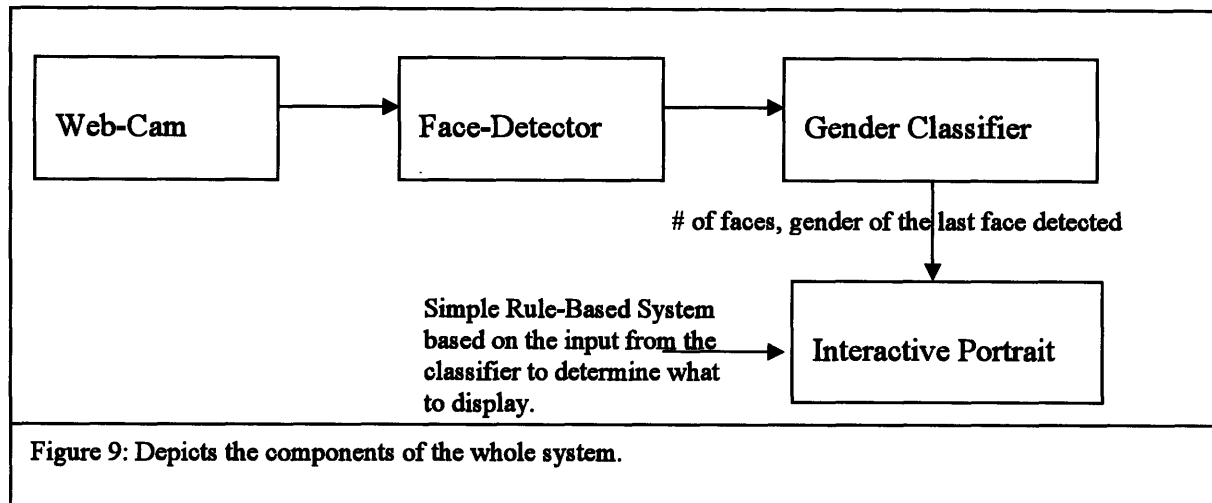 Web-Cam
Face-Detector
Gender Classifier
# of faces, gender of the last face detected
Simple Rule-Based System
based on the input from the
classifier to determine what
to display.
Interactive Portrait
Figure 9: Depicts the components of the whole system.